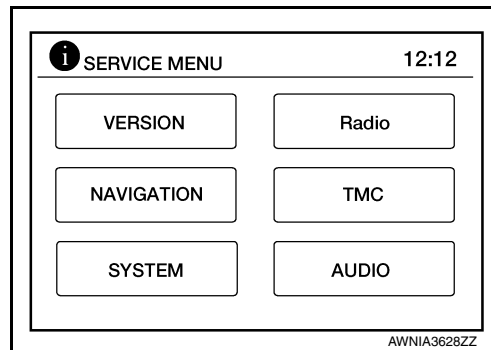 i SERVICE MENU 12:12
VERSION Radio
NAVIGATION TMC
SYSTEM AUDIO
AWNIA3628ZZ